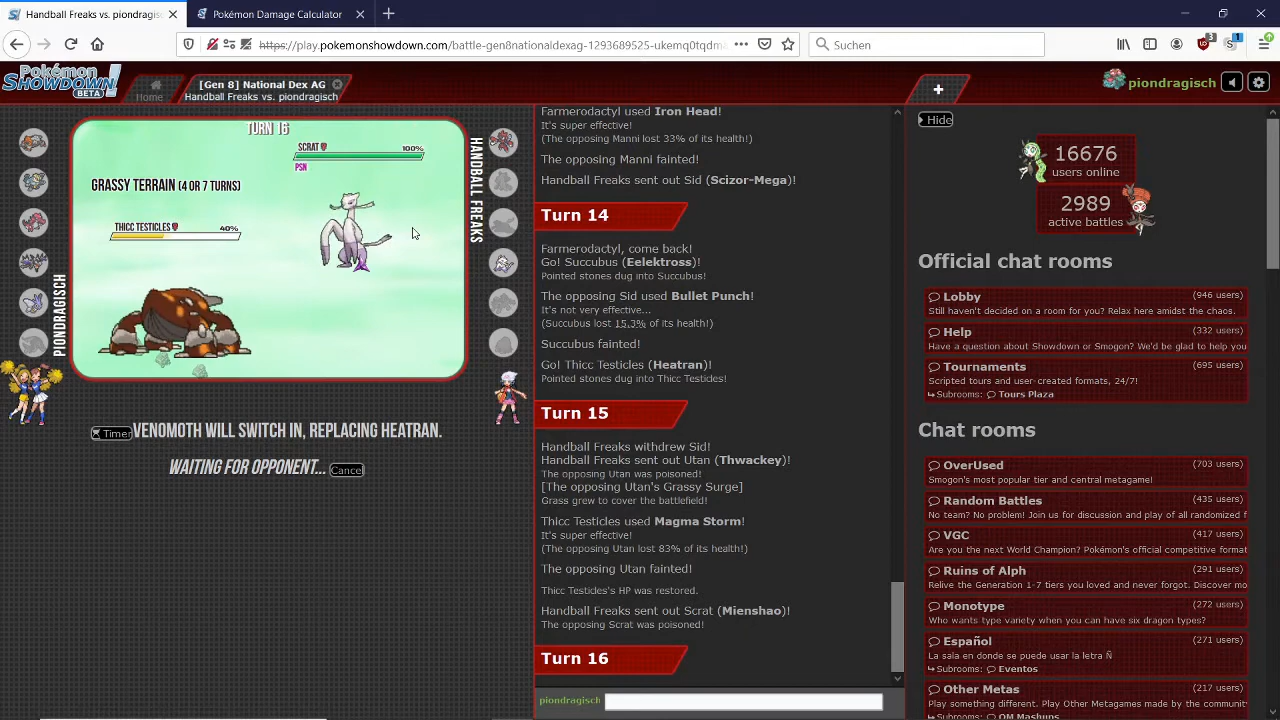 Handball Freaks vs. piondragisch
Pokémon Damage Calculator
https://play.pokemonshowdown.com/battle-gen8nationaldexag-1293689525-ukemq0tqdm
Suchen
3
1
Pokémon
SHOWDOWN!
BETA
Home
[Gen 8] National Dex AG
Handball Freaks vs. piondragisch
piondragisch
TURN 16
SCRAT 100%
PSN
GRASSY TERRAIN (4 OR 7 TURNS)
THICC TESTICLES 40%
PIONDRAGISCH
HANDBALL FREAKS
Timer
VENOMOTH WILL SWITCH IN, REPLACING HEATRAN.
WAITING FOR OPPONENT... Cance
Farmerodactyl used Iron Head!
It's super effective!
(The opposing Manni lost 33% of its health!)
The opposing Manni fainted!
Handball Freaks sent out Sid (Scizor-Mega)!
Turn 14
Farmerodactyl, come back!
Go! Succubus (Eelektross)!
Pointed stones dug into Succubus!
The opposing Sid used Bullet Punch!
It's not very effective...
(Succubus lost 15.3% of its health!)
Succubus fainted!
Go! Thicc Testicles (Heatran)!
Pointed stones dug into Thicc Testicles!
Turn 15
Handball Freaks withdrew Sid!
Handball Freaks sent out Utan (Thwackey)!
The opposing Utan was poisoned!
[The opposing Utan's Grassy Surge]
Grass grew to cover the battlefield!
Thicc Testicles used Magma Storm!
It's super effective!
(The opposing Utan lost 83% of its health!)
The opposing Utan fainted!
Thicc Testicles's HP was restored.
Handball Freaks sent out Scrat (Mienshao)!
The opposing Scrat was poisoned!
Turn 16
piondragisch
Hide
16676
users online
2989
active battles
Official chat rooms
Lobby (946 users)
Still haven't decided on a room for you? Relax here amidst the chaos.
Help (332 users)
Have a question about Showdown or Smogon? We'd be glad to help you
Tournaments (695 users)
Scripted tours and user-created formats, 24/7!
Subrooms: Tours Plaza
Chat rooms
OverUsed (703 users)
Smogon's most popular tier and central metagame!
Random Battles (435 users)
No team? No problem! Join us for discussion and play of all randomized f
VGC (417 users)
Are you the next World Champion? Pokémon's official competitive format
Ruins of Alph (291 users)
Relive the Generation 1-7 tiers you loved and never forgot. Discover mo
Monotype (272 users)
Who wants type variety when you can have six dragon types?
Español (271 users)
La sala en donde se puede usar la letra Ñ
Subrooms: Eventos
Other Metas (217 users)
Play something different. Play Other Metagames made by the community
Subrooms: OM Mashups